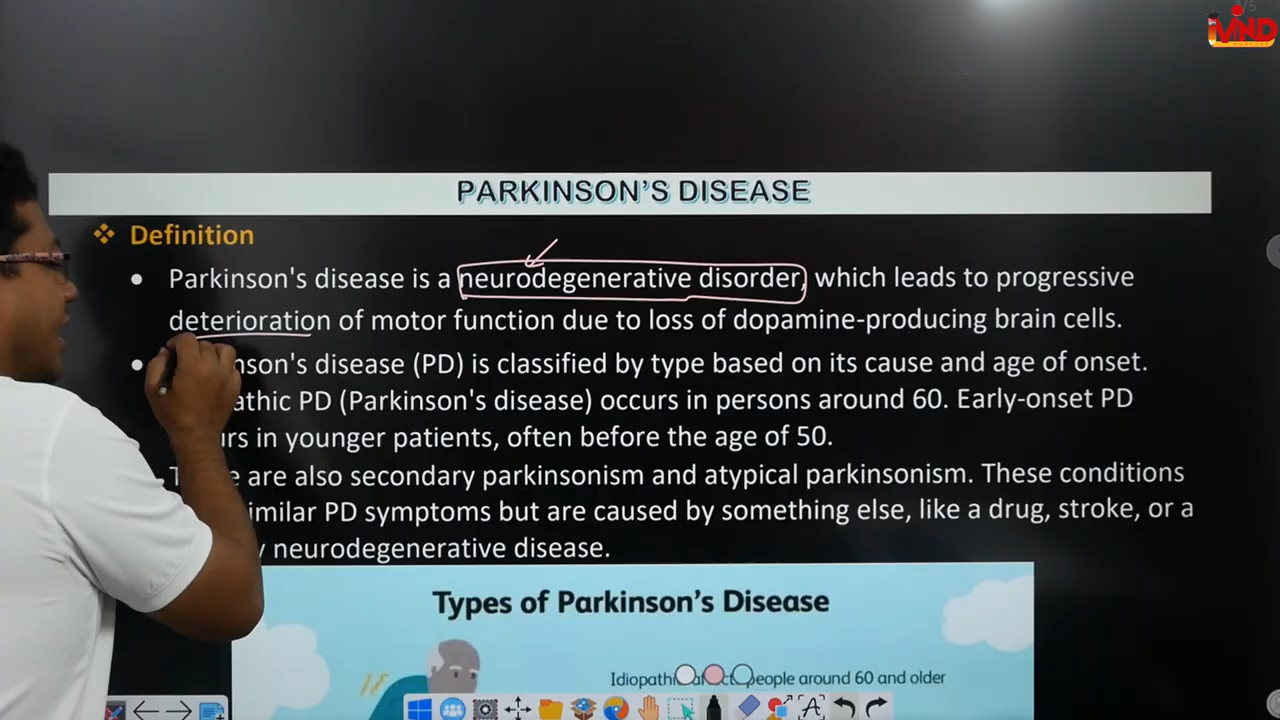 /5
MIND
PARKINSON'S DISEASE
❖ Definition
• Parkinson's disease is a neurodegenerative disorder, which leads to progressive
deterioration of motor function due to loss of dopamine-producing brain cells.
• nson's disease (PD) is classified by type based on its cause and age of onset.
athic PD (Parkinson's disease) occurs in persons around 60. Early-onset PD
urs in younger patients, often before the age of 50.
• T e are also secondary parkinsonism and atypical parkinsonism. These conditions
imilar PD symptoms but are caused by something else, like a drug, stroke, or a
neurodegenerative disease.
Types of Parkinson's Disease
Idiopathi people around 60 and older